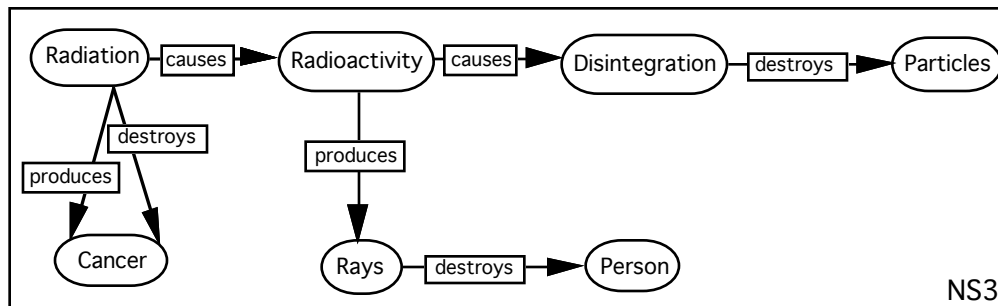 Radiation
causes
Radioactivity
causes
Disintegration
destroys
Particles
destroys
produces
produces
Cancer
Rays
destroys
Person
NS3